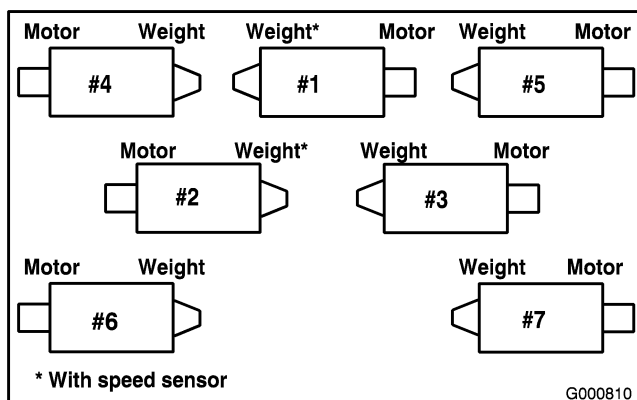 Motor Weight Weight* Motor Weight Motor
#4 #1 #5
Motor Weight* Weight Motor
#2 #3
Motor Weight Weight Motor
#6 #7
* With speed sensor
G000810